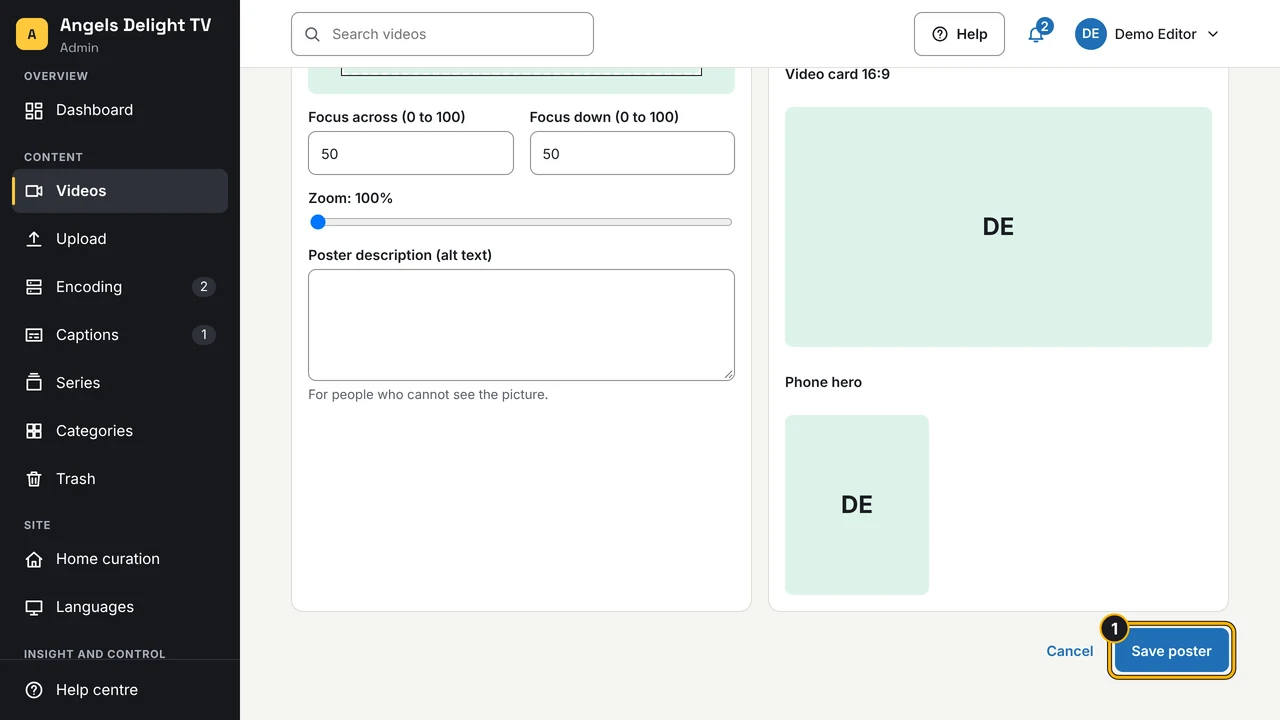 A
Angels Delight TV
Admin
OVERVIEW
Dashboard
CONTENT
Videos
Upload
Encoding 2
Captions 1
Series
Categories
Trash
SITE
Home curation
Languages
INSIGHT AND CONTROL
Help centre
Search videos
Help
2
DE Demo Editor
Focus across (0 to 100)
50
Focus down (0 to 100)
50
Zoom: 100%
Poster description (alt text)
For people who cannot see the picture.
Video card 16:9
DE
Phone hero
DE
1
Cancel
Save poster